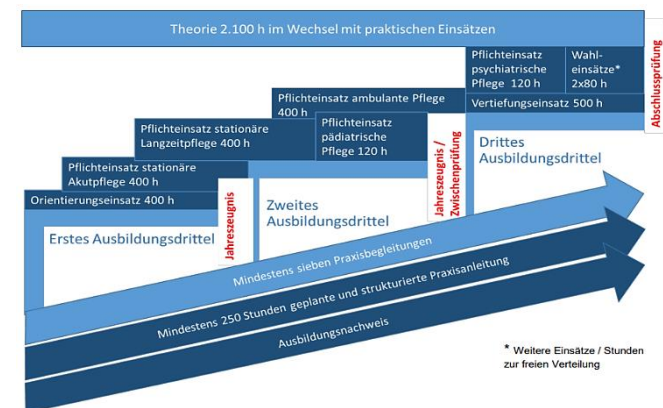 Theorie 2.100 h im Wechsel mit praktischen Einsätzen
Abschlussprüfung
Pflichteinsatz
psychiatrische
Pflege 120 h
Wahl-
einsätze*
2x80 h
Vertiefungseinsatz 500 h
Pflichteinsatz ambulante Pflege
400 h
Pflichteinsatz
pädiatrische
Pflege 120 h
Pflichteinsatz stationäre
Langzeitpflege 400 h
Pflichteinsatz stationäre
Akutpflege 400 h
Orientierungseinsatz 400 h
Erstes Ausbildungsdrittel
Jahreszeugnis
Zweites
Ausbildungsdrittel
Jahreszeugnis /
Zwischenprüfung
Drittes
Ausbildungsdrittel
Mindestens sieben Praxisbegleitungen
Mindestens 250 Stunden geplante und strukturierte Praxisanleitung
Ausbildungsnachweis
* Weitere Einsätze / Stunden
zur freien Verteilung